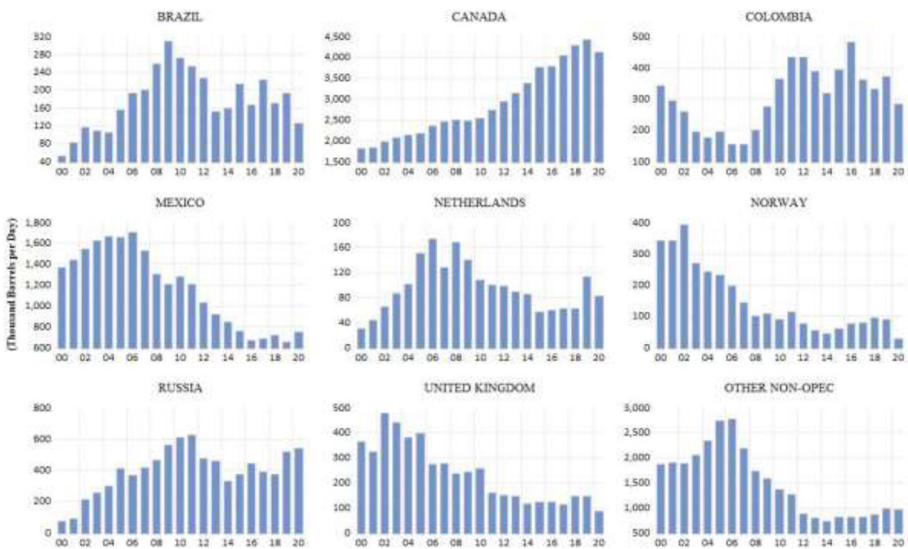 BRAZIL
320
280
240
200
160
120
80
40
00 02 04 06 08 10 12 14 16 18 20
CANADA
4,500
4,000
3,500
3,000
2,500
2,000
1,500
00 02 04 06 08 10 12 14 16 18 20
COLOMBIA
500
400
300
200
100
00 02 04 06 08 10 12 14 16 18 20
(Thousand Barrels per Day)
MEXICO
1,800
1,600
1,400
1,200
1,000
800
600
00 02 04 06 08 10 12 14 16 18 20
NETHERLANDS
200
160
120
80
40
0
00 02 04 06 08 10 12 14 16 18 20
NORWAY
400
300
200
100
0
00 02 04 06 08 10 12 14 16 18 20
RUSSIA
800
600
400
200
0
00 02 04 06 08 10 12 14 16 18 20
UNITED KINGDOM
500
400
300
200
100
0
00 02 04 06 08 10 12 14 16 18 20
OTHER NON-OPEC
3,000
2,500
2,000
1,500
1,000
500
00 02 04 06 08 10 12 14 16 18 20